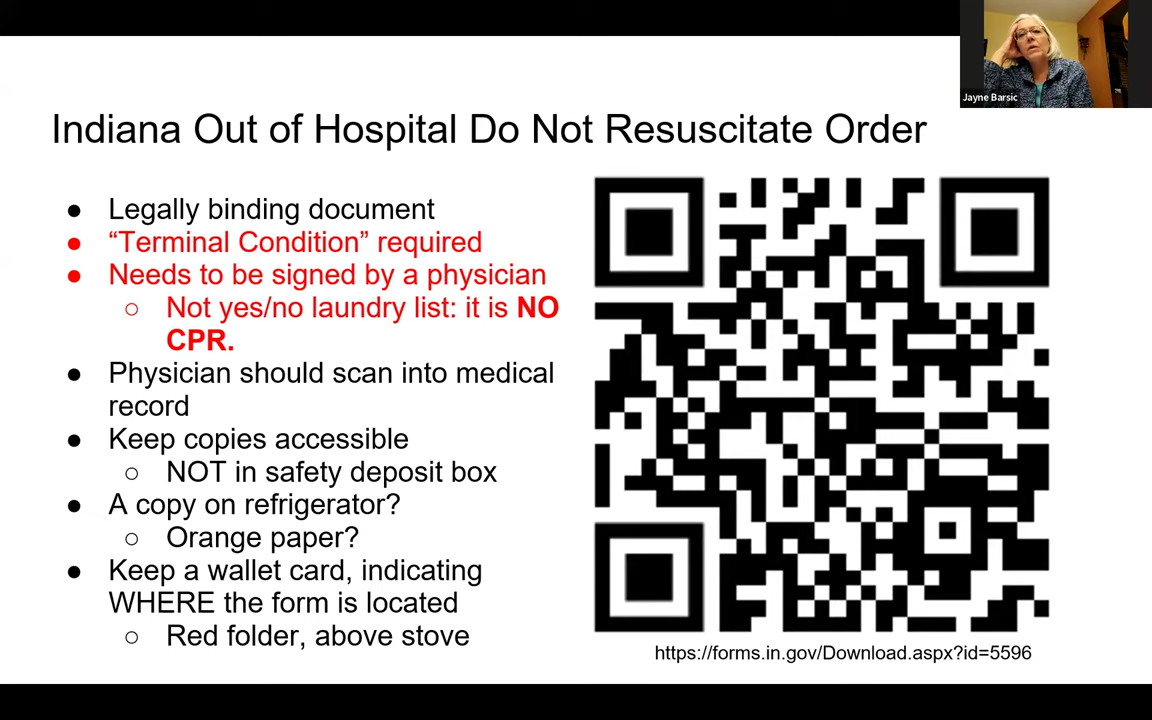 Jayne Barsic
Indiana Out of Hospital Do Not Resuscitate Order
● Legally binding document
● “Terminal Condition” required
● Needs to be signed by a physician
○ Not yes/no laundry list: it is NO
CPR.
● Physician should scan into medical
record
● Keep copies accessible
○ NOT in safety deposit box
● A copy on refrigerator?
○ Orange paper?
● Keep a wallet card, indicating
WHERE the form is located
○ Red folder, above stove
https://forms.in.gov/Download.aspx?id=5596